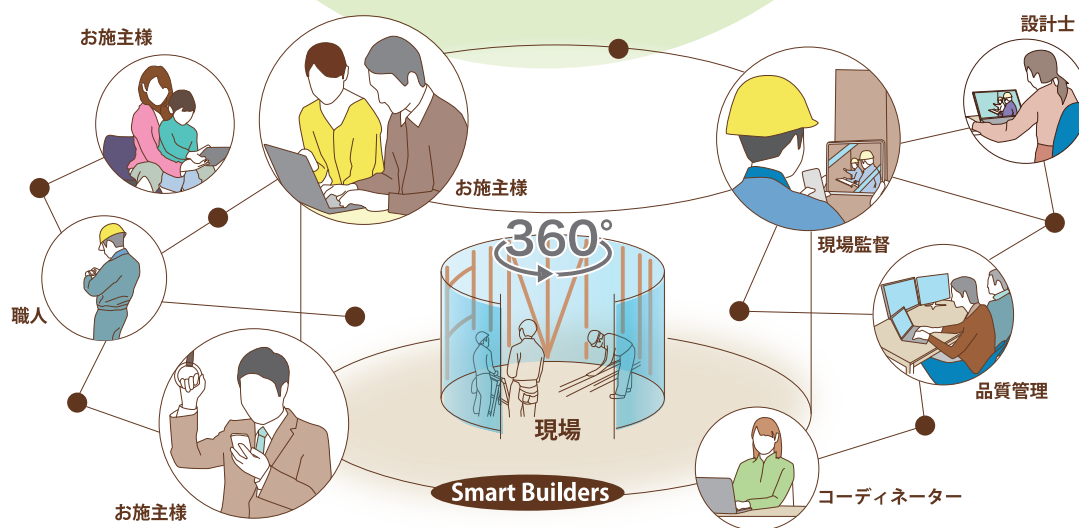 お施主様
設計士
お施主様
360°
現場監督
職人
品質管理
現場
Smart Builders
コーディネーター
お施主様